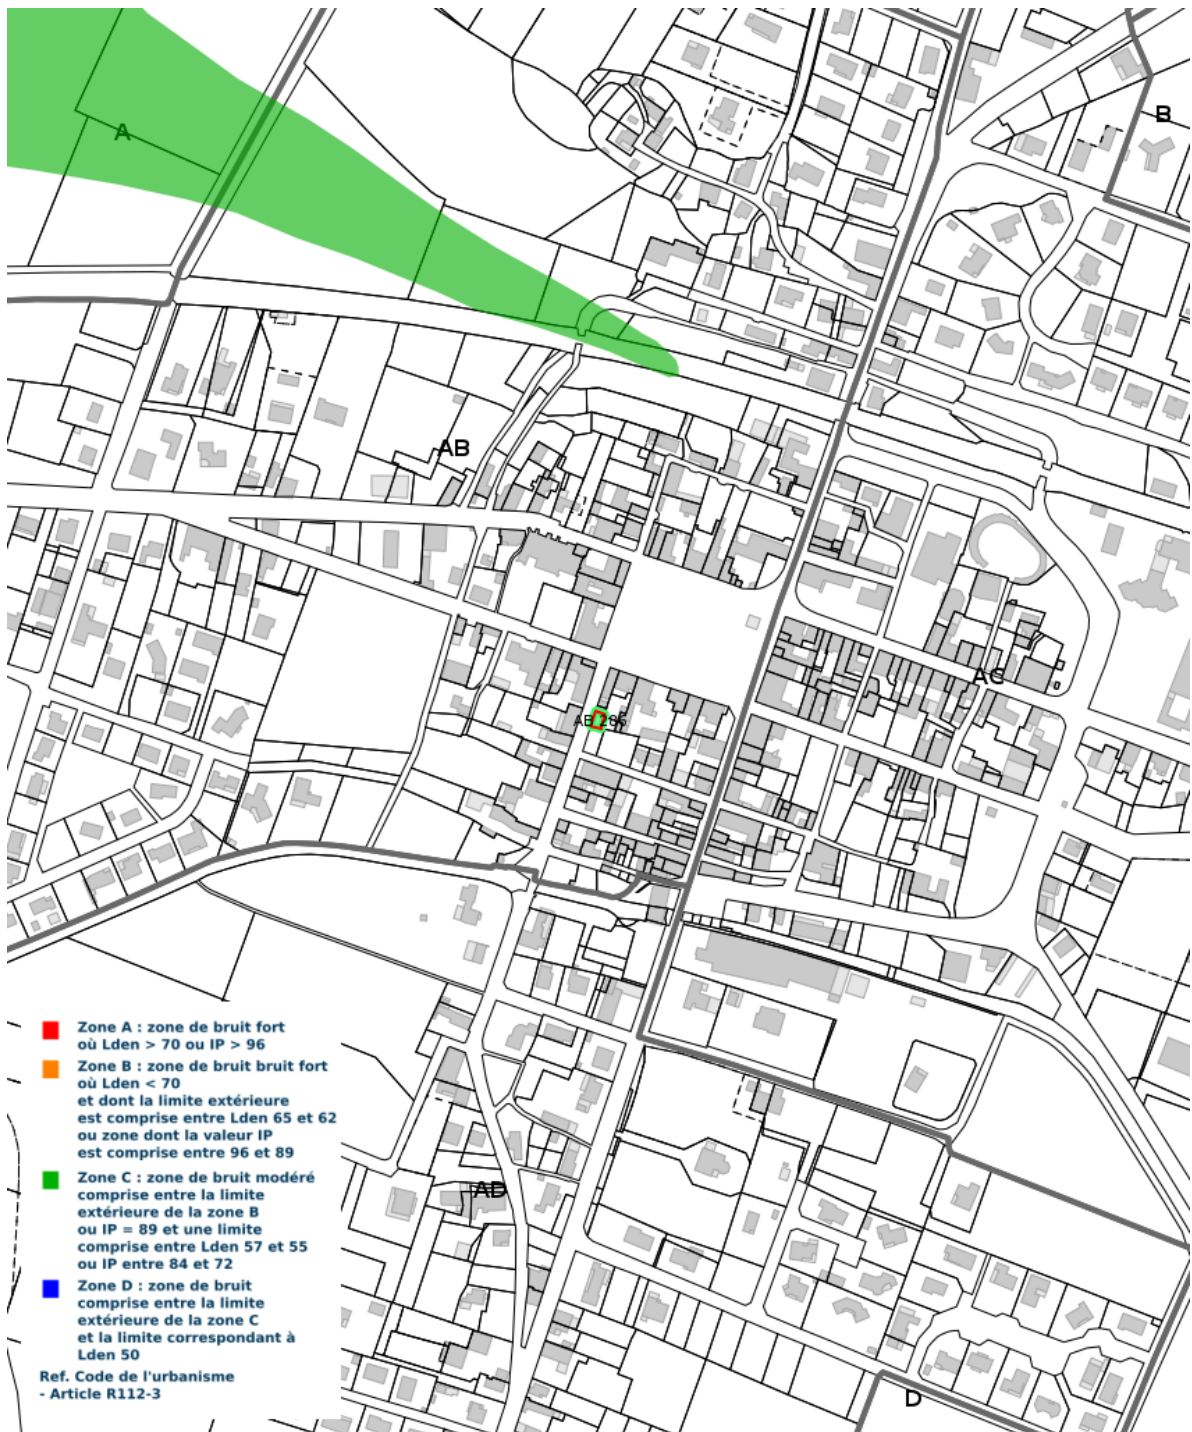 A
B
AB
AC
AB 286
Zone A : zone de bruit fort
où Lden > 70 ou IP > 96
Zone B : zone de bruit bruit fort
où Lden < 70
et dont la limite extérieure
est comprise entre Lden 65 et 62
ou zone dont la valeur IP
est comprise entre 96 et 89
Zone C : zone de bruit modéré
comprise entre la limite
extérieure de la zone B
ou IP = 89 et une limite
comprise entre Lden 57 et 55
ou IP entre 84 et 72
Zone D : zone de bruit
comprise entre la limite
extérieure de la zone C
et la limite correspondant à
Lden 50
Ref. Code de l'urbanisme
- Article R112-3
AD
D